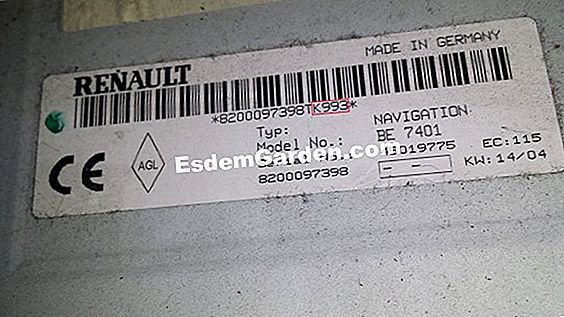 RENAULT
MADE IN GERMANY
*8200097398TK993*
Typ: NAVIGATION
Model No.: BE 7401
EsdemGarden.com
EC:115
8200097398
KW: 14/04
CE
AGL